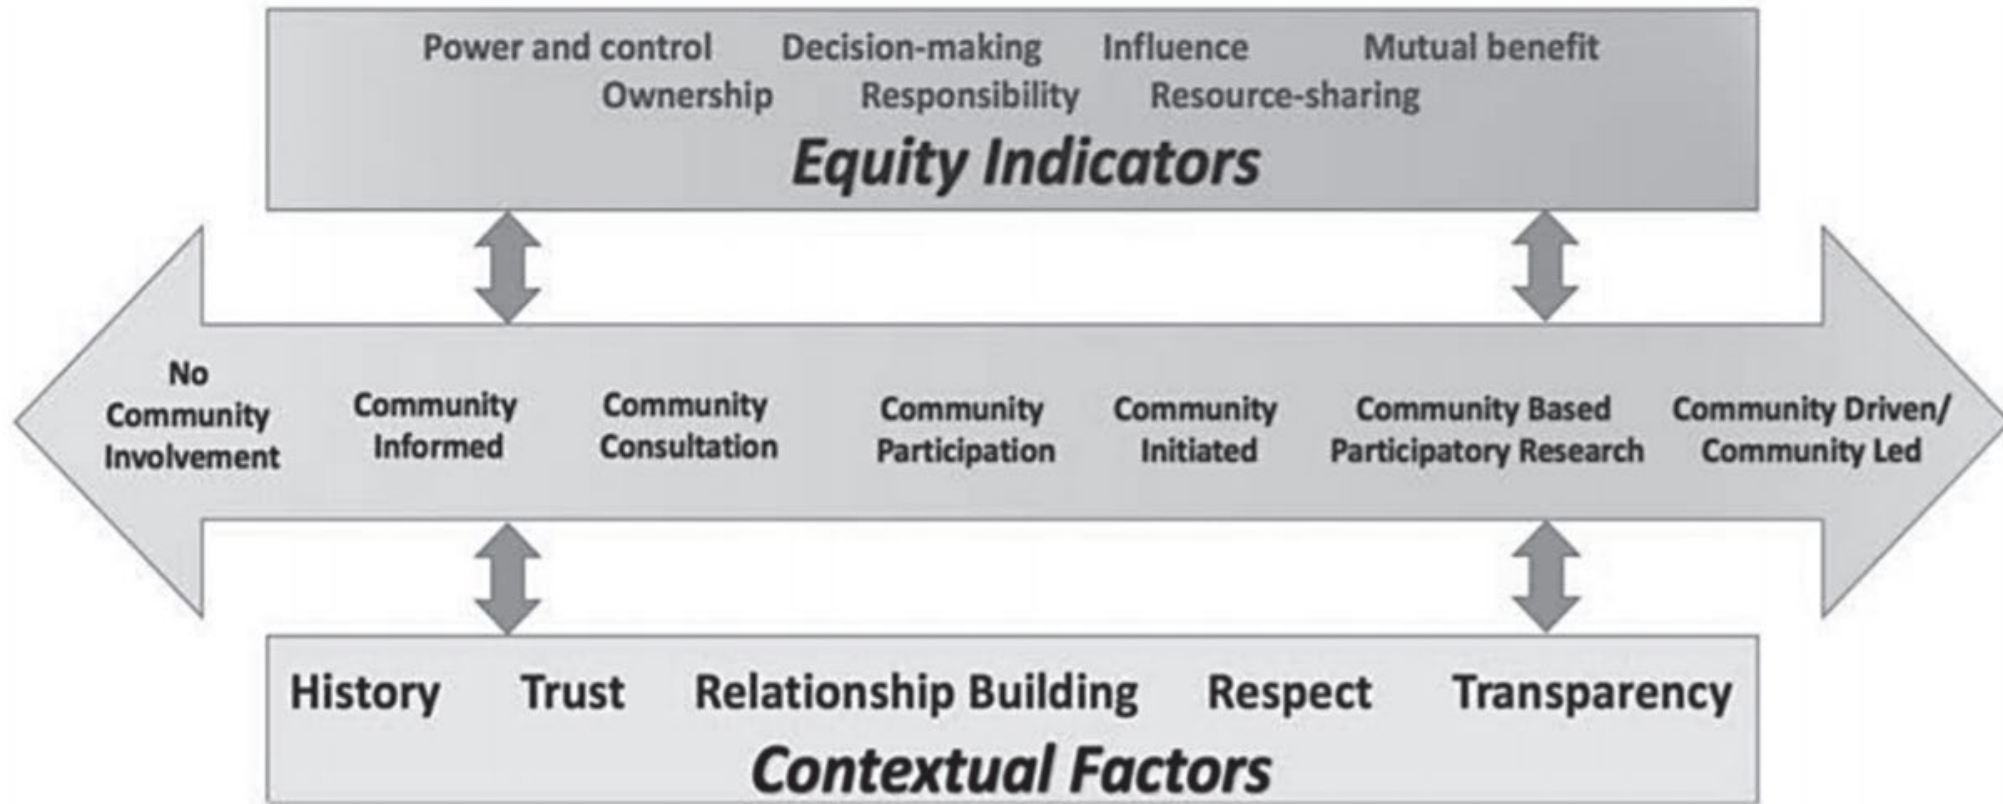 Power and control Decision-making Influence Mutual benefit
Ownership Responsibility Resource-sharing
Equity Indicators
No
Community
Involvement
Community
Informed
Community
Consultation
Community
Participation
Community
Initiated
Community Based
Participatory Research
Community Driven/
Community Led
History Trust Relationship Building Respect Transparency
Contextual Factors